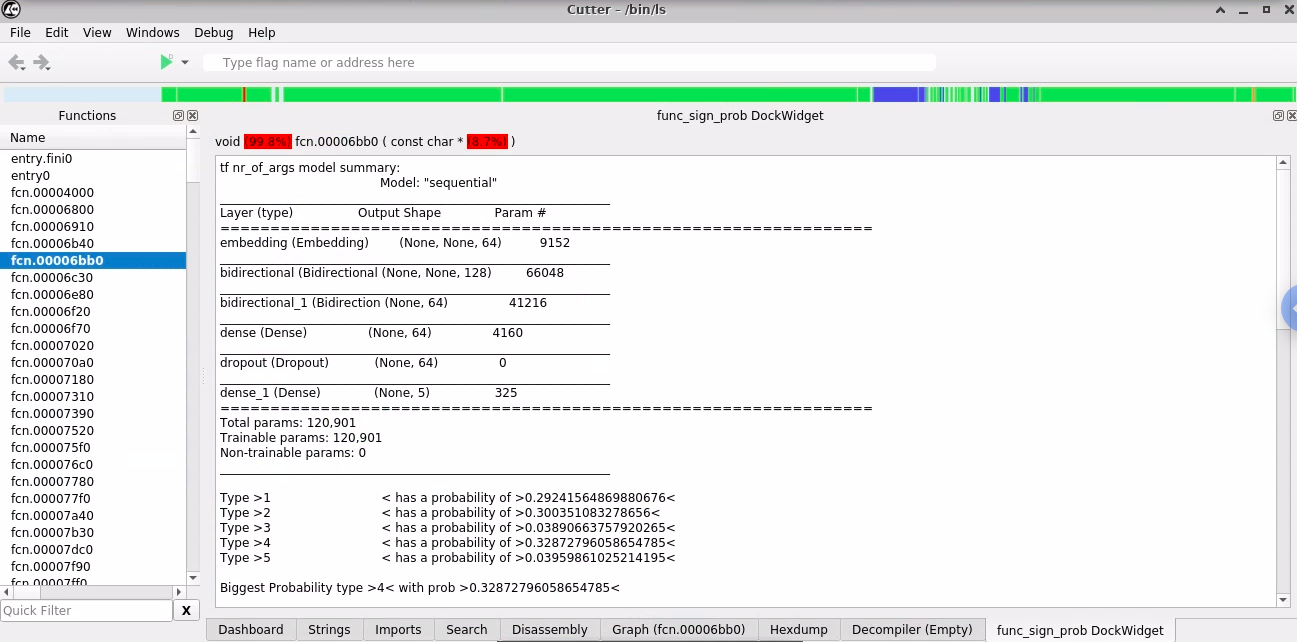 Cutter – /bin/ls
File Edit View Windows Debug Help
Type flag name or address here
Functions
func_sign_prob DockWidget
Name
void (99.8%) fcn.00006bb0 ( const char * (8.7%) )
entry.fini0
entry0
fcn.00004000
fcn.00006800
fcn.00006910
fcn.00006b40
fcn.00006bb0
fcn.00006c30
fcn.00006e80
fcn.00006f20
fcn.00006f70
fcn.00007020
fcn.000070a0
fcn.00007180
fcn.00007310
fcn.00007390
fcn.00007520
fcn.000075f0
fcn.000076c0
fcn.00007780
fcn.000077f0
fcn.00007a40
fcn.00007b30
fcn.00007dc0
fcn.00007f90
fcn.00007ff0
Quick Filter X
tf nr_of_args model summary:
Model: "sequential"
_________________________________________________________________
Layer (type) Output Shape Param #
=================================================================
embedding (Embedding) (None, None, 64) 9152
_________________________________________________________________
bidirectional (Bidirectional (None, None, 128) 66048
_________________________________________________________________
bidirectional_1 (Bidirection (None, 64) 41216
_________________________________________________________________
dense (Dense) (None, 64) 4160
_________________________________________________________________
dropout (Dropout) (None, 64) 0
_________________________________________________________________
dense_1 (Dense) (None, 5) 325
=================================================================
Total params: 120,901
Trainable params: 120,901
Non-trainable params: 0
_________________________________________________________________
Type >1 < has a probability of >0.29241564869880676<
Type >2 < has a probability of >0.300351083278656<
Type >3 < has a probability of >0.03890663757920265<
Type >4 < has a probability of >0.32872796058654785<
Type >5 < has a probability of >0.03959861025214195<
Biggest Probability type >4< with prob >0.32872796058654785<
Dashboard Strings Imports Search Disassembly Graph (fcn.00006bb0) Hexdump Decompiler (Empty) func_sign_prob DockWidget